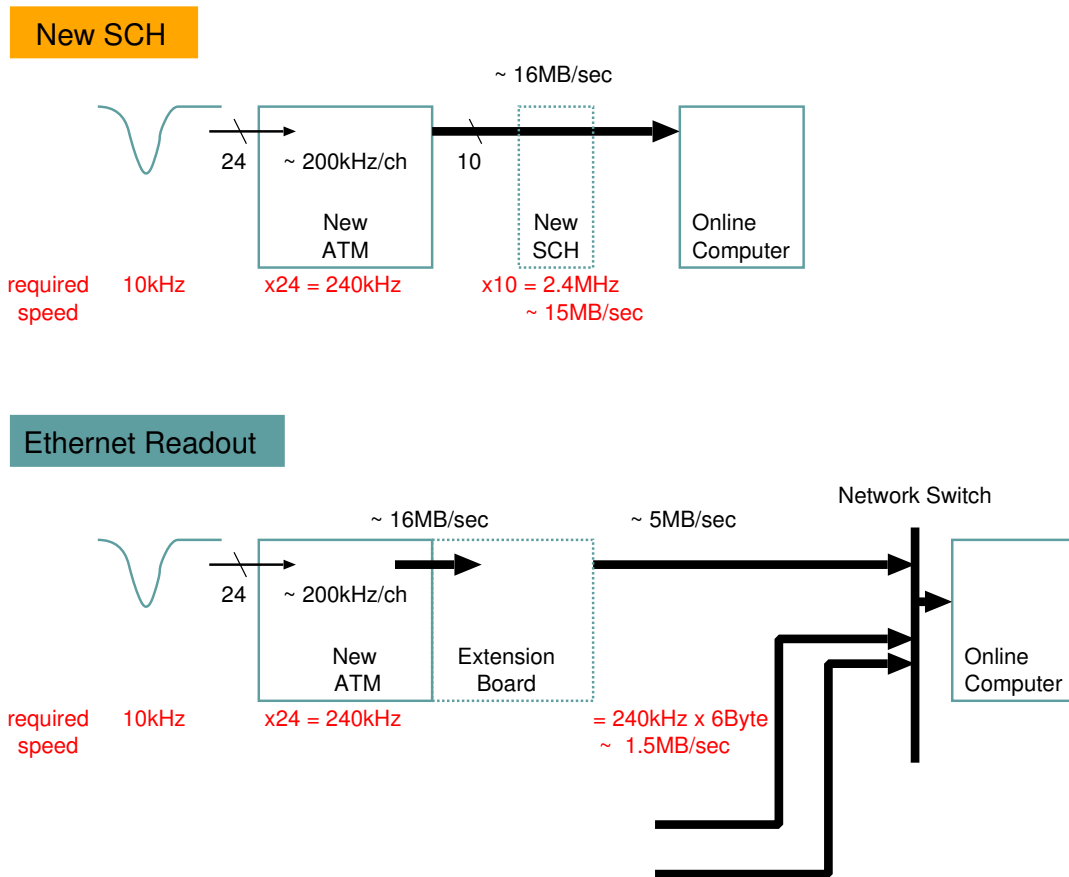 New SCH
~ 16MB/sec
24
~ 200kHz/ch
10
New
ATM
New
SCH
Online
Computer
required
speed
10kHz
x24 = 240kHz
x10 = 2.4MHz
~ 15MB/sec
Ethernet Readout
Network Switch
~ 16MB/sec
~ 5MB/sec
24
~ 200kHz/ch
New
ATM
Extension
Board
Online
Computer
required
speed
10kHz
x24 = 240kHz
= 240kHz x 6Byte
~ 1.5MB/sec